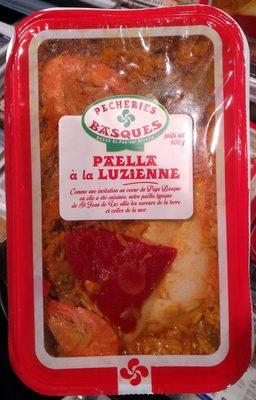 PECHERIES
BASQUES
poids net
600g
PAELLA
à la LUZIENNE
Comme une invitation au coeur du Pays Basque
où elle a été cuisinée, notre paëlla typique
de St Jean de Luz allie les saveurs de la terre
et celles de la mer.